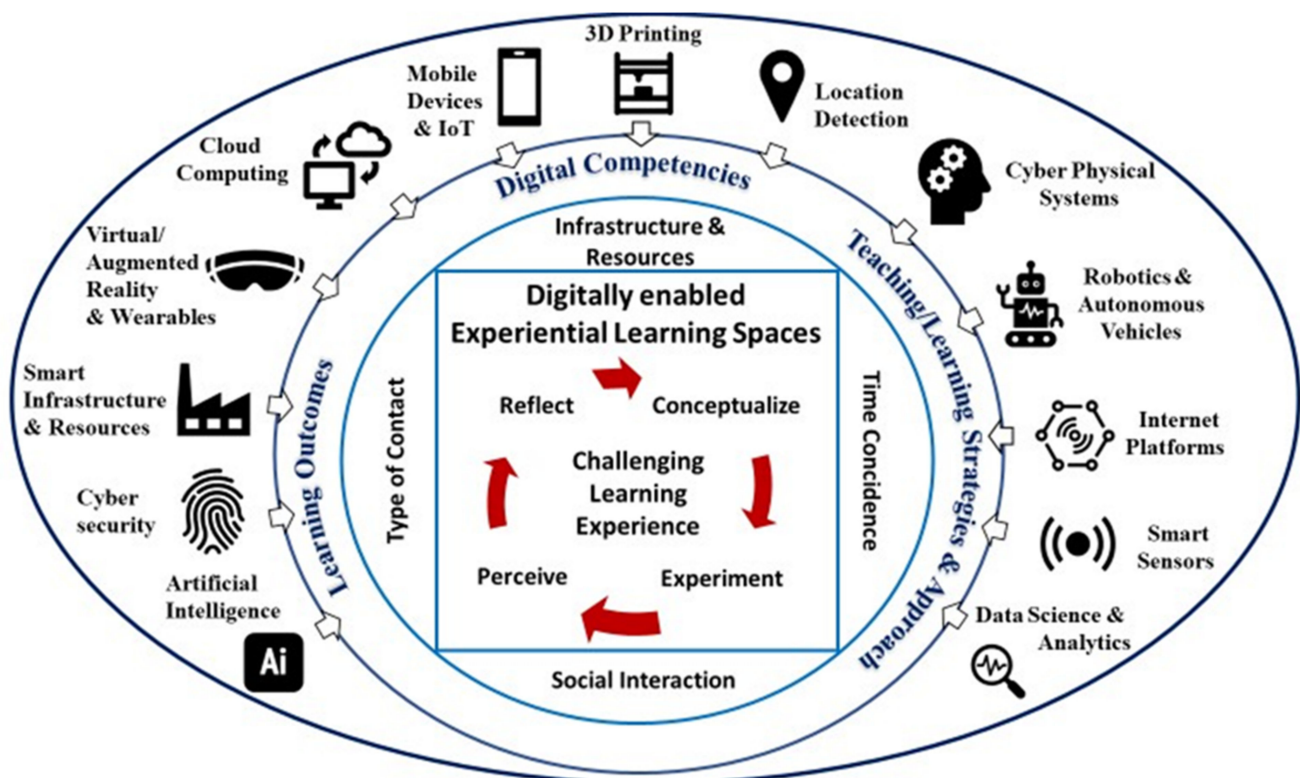 3D Printing
Mobile
Devices
& IoT
Location
Detection
Cloud
Computing
Cyber Physical
Systems
Virtual/
Augmented
Reality
& Wearables
Robotics &
Autonomous
Vehicles
Smart
Infrastructure
& Resources
Internet
Platforms
Cyber
security
Smart
Sensors
Artificial
Intelligence
Ai
Data Science &
Analytics
Digital Competencies
Learning Outcomes
Teaching/Learning Strategies & Approach
Infrastructure &
Resources
Type of Contact
Time Concidence
Social Interaction
Digitally enabled
Experiential Learning Spaces
Reflect
Conceptualize
Challenging
Learning
Experience
Perceive
Experiment